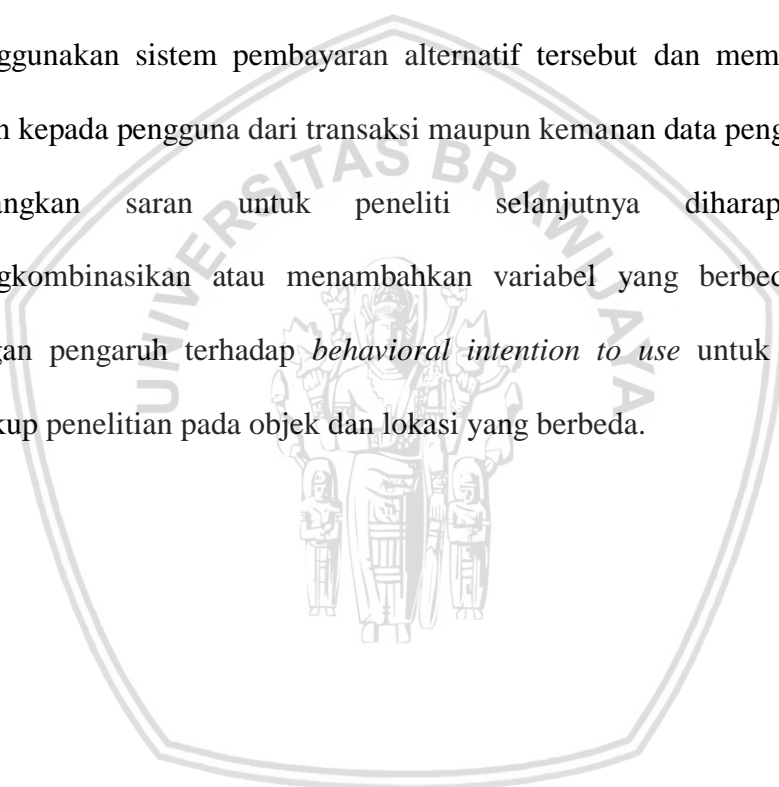 ggunakan sistem pembayaran alternatif tersebut dan mem
n kepada pengguna dari transaksi maupun kemanan data peng
angkan saran untuk peneliti selanjutnya diharap
gkombinasikan atau menambahkan variabel yang berbed
gan pengaruh terhadap behavioral intention to use untuk
kup penelitian pada objek dan lokasi yang berbeda.
UNIVERSITAS BRAWIJAYA